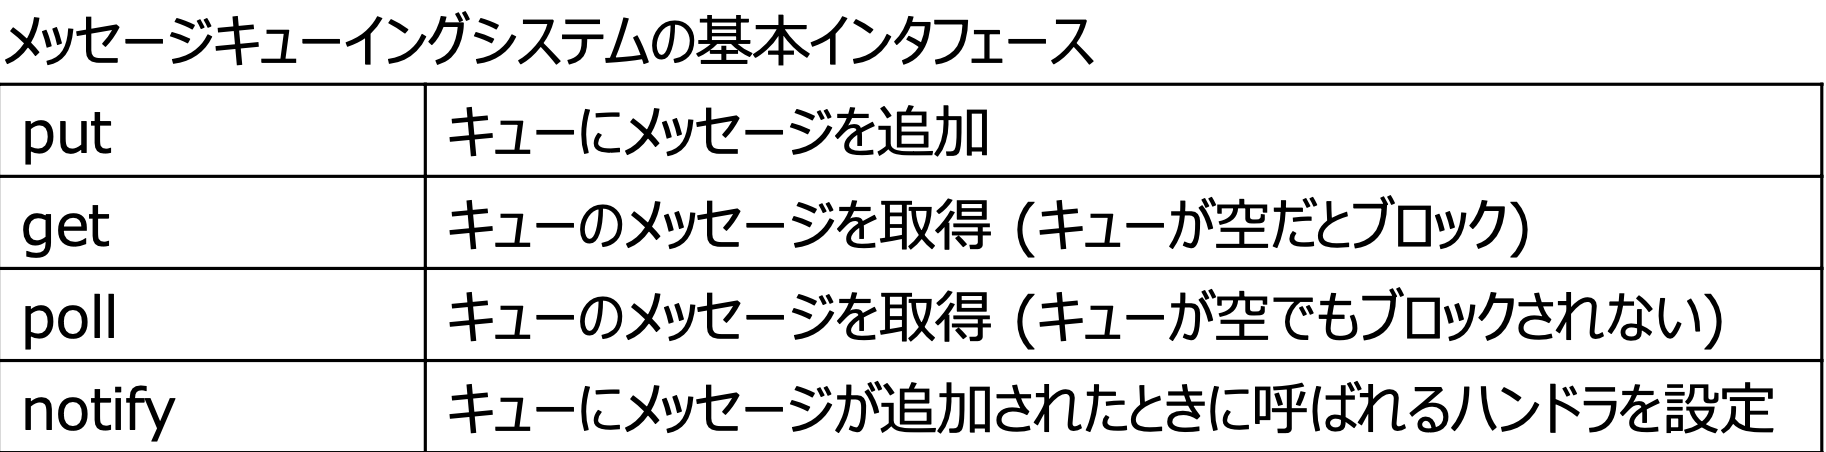 メッセージキューイングシステムの基本インタフェース
put キューにメッセージを追加
get キューのメッセージを取得 (キューが空だとブロック)
poll キューのメッセージを取得 (キューが空でもブロックされない)
notify キューにメッセージが追加されたときに呼ばれるハンドラを設定